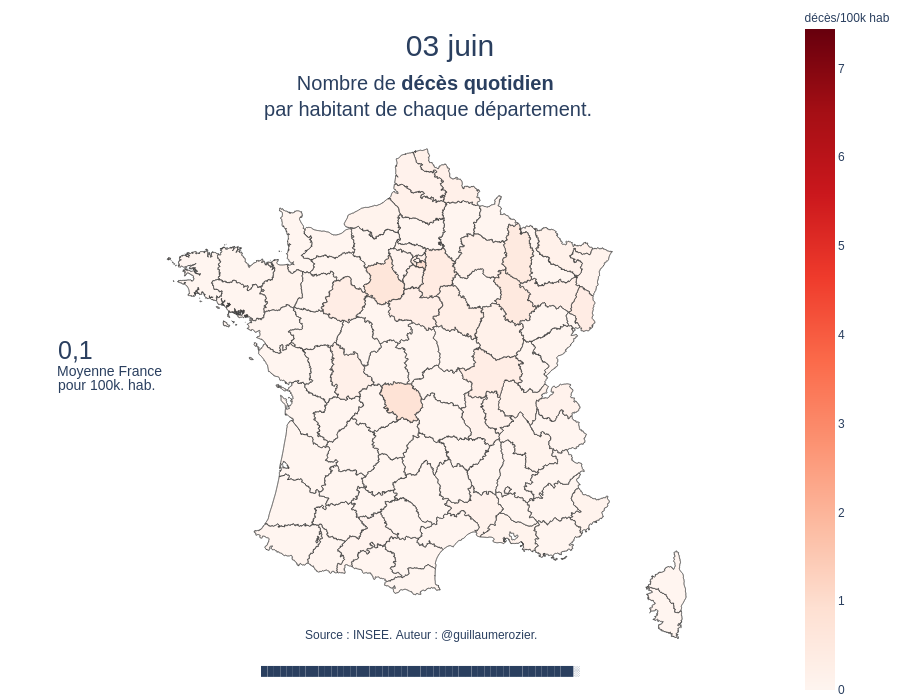 décès/100k hab
03 juin
Nombre de décès quotidien
par habitant de chaque département.
7
6
5
4
3
2
1
0
0,1
Moyenne France
pour 100k. hab.
Source : INSEE. Auteur : @guillaumerozier.